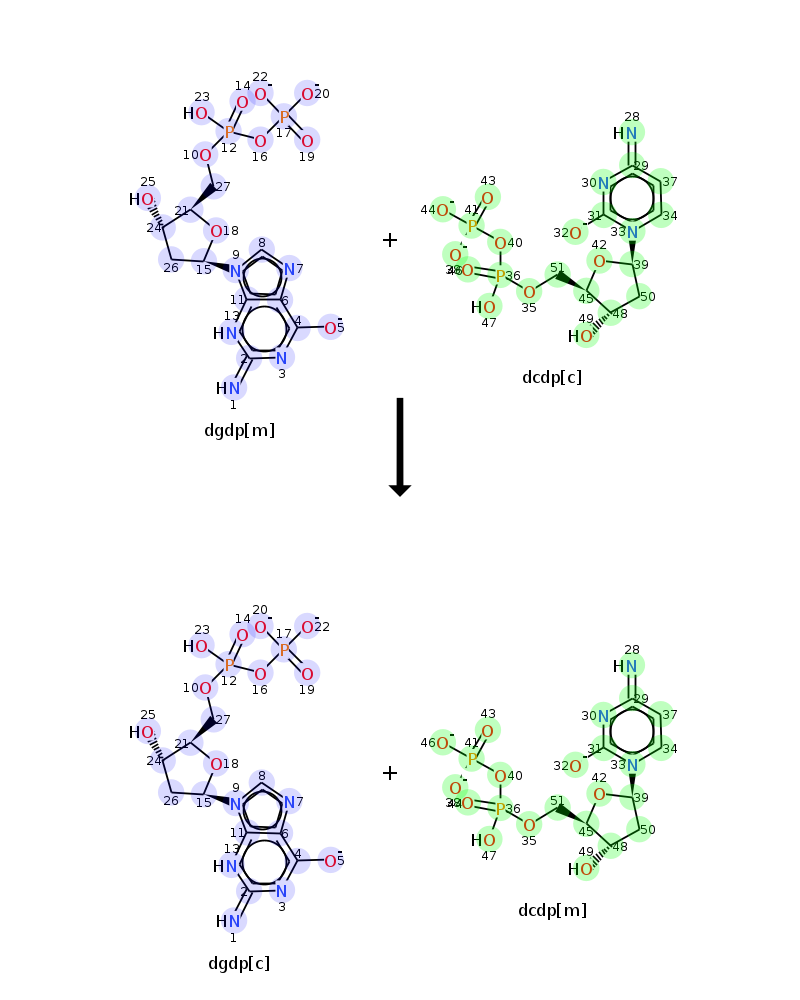 22
14
23
O-
O-
20
HO
O
P
17
P
12
O
16
O
19
10
O
27
25
HO
21
24
O
18
26
15
9
N
8
N
7
11
6
13
HN
4
O-
5
2
N
3
HN
1
dgdp[m]
+
28
HN
29
30
N
37
31
34
32
O-
33
N
43
O
44
O-
41
P
O
40
O-
O
P
36
42
O
51
39
HO
47
O
35
45
50
49
HO
48
dcdp[c]
20
14
23
O-
O-
22
HO
O
17
P
P
12
O
16
O
19
10
O
27
25
HO
21
24
O
18
26
15
9
N
8
N
7
11
6
13
HN
4
O-
5
2
N
3
HN
1
dgdp[c]
+
28
HN
29
30
N
37
31
34
32
O-
33
N
43
O
46
O-
41
P
O
40
O-
O
P
36
42
O
51
39
HO
47
O
35
45
50
49
HO
48
dcdp[m]